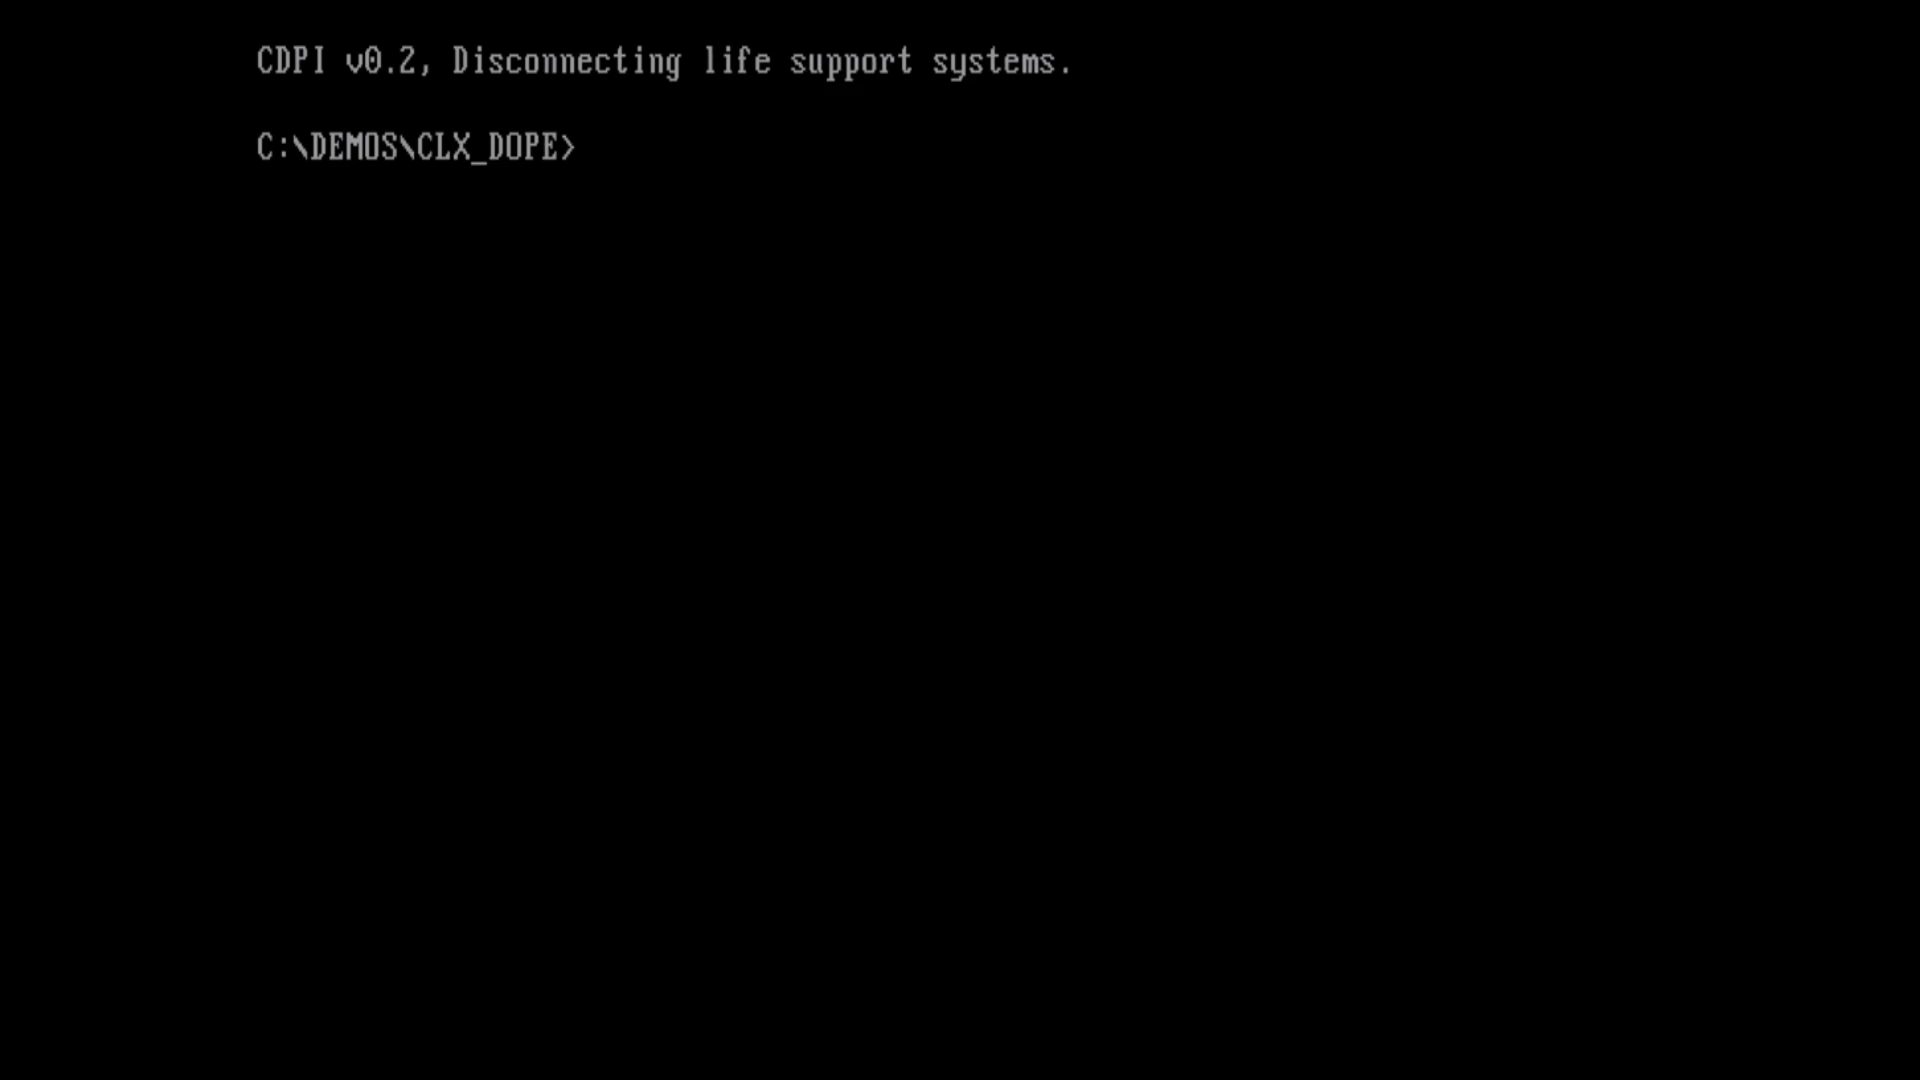 CDPI v0.2, Disconnecting life support systems.
C:\DEMOS\CLX_DOPE>